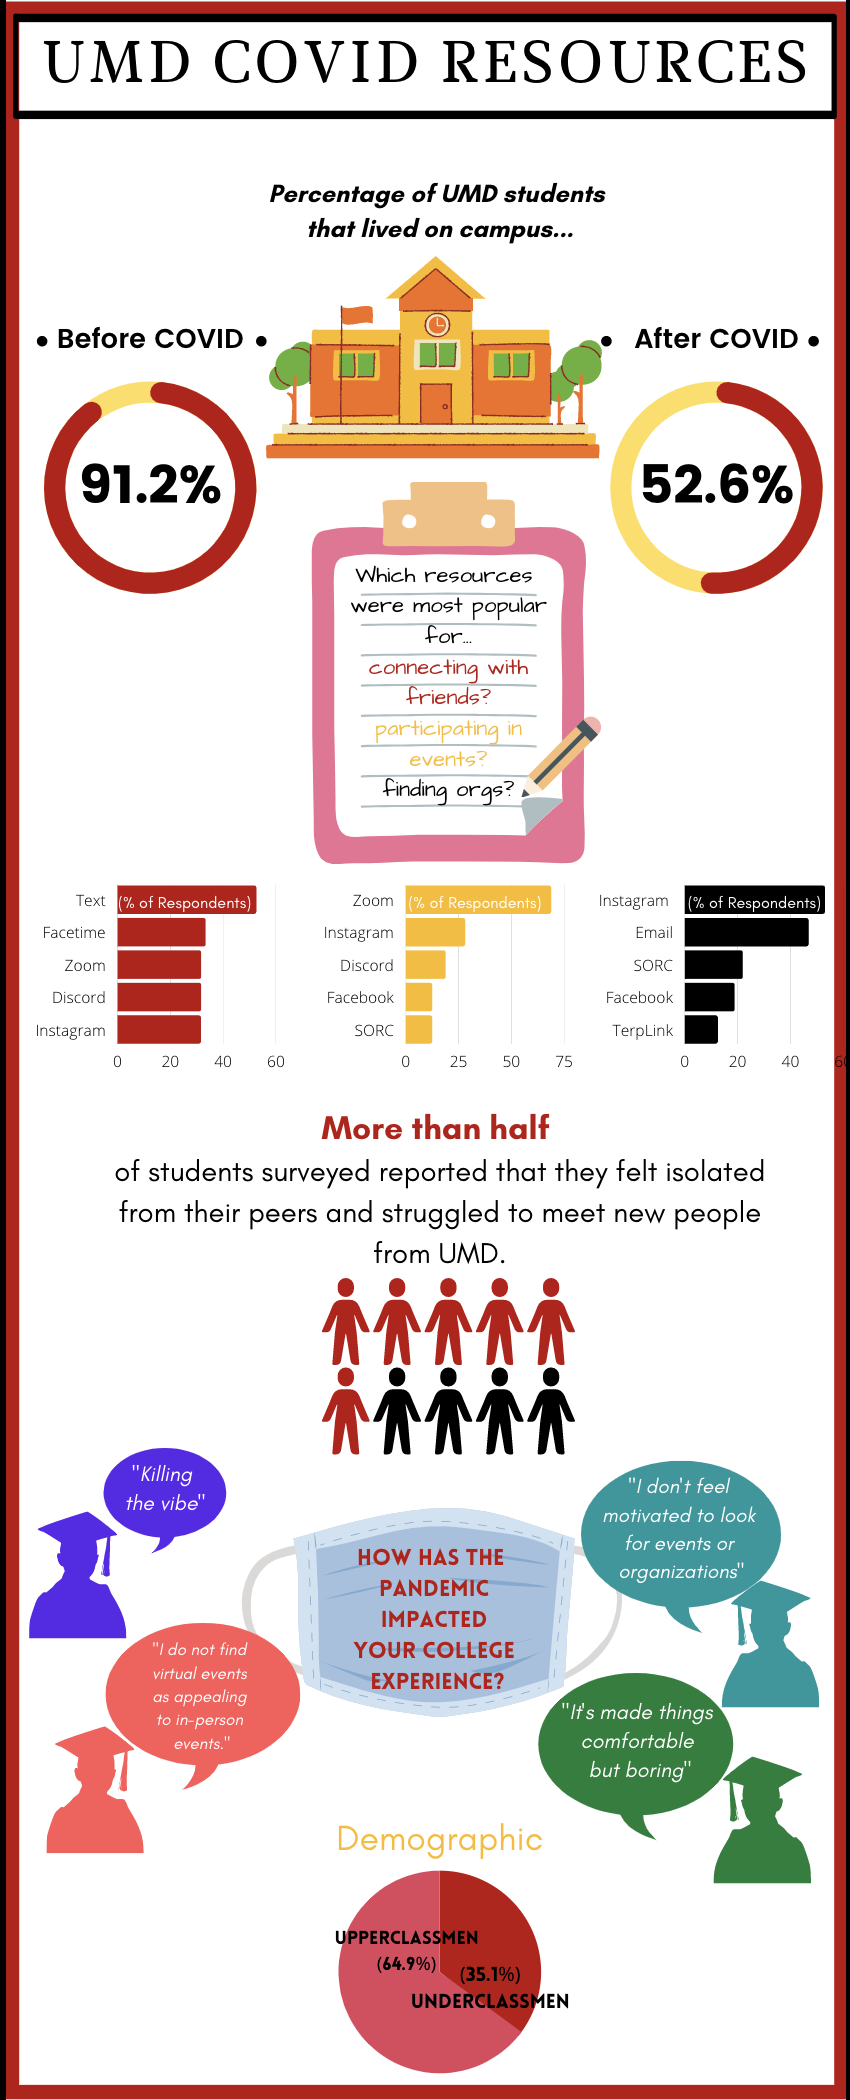 UMD COVID RESOURCES
Percentage of UMD students
that lived on campus...
• Before COVID •
• After COVID •
91.2%
52.6%
Which resources
were most popular
for...
connecting with
friends?
participating in
events?
finding orgs?
Text
(% of Respondents)
Facetime
Zoom
Discord
Instagram
0 20 40 60
Zoom
(% of Respondents)
Instagram
Discord
Facebook
SORC
0 25 50 75
Instagram
(% of Respondents)
Email
SORC
Facebook
TerpLink
0 20 40 60
More than half
of students surveyed reported that they felt isolated
from their peers and struggled to meet new people
from UMD.
"Killing
the vibe"
"I don't feel
motivated to look
for events or
organizations"
HOW HAS THE
PANDEMIC
IMPACTED
YOUR COLLEGE
EXPERIENCE?
"I do not find
virtual events
as appealing
to in-person
events."
"It's made things
comfortable
but boring"
Demographic
UPPERCLASSMEN
(64.9%)
(35.1%)
UNDERCLASSMEN